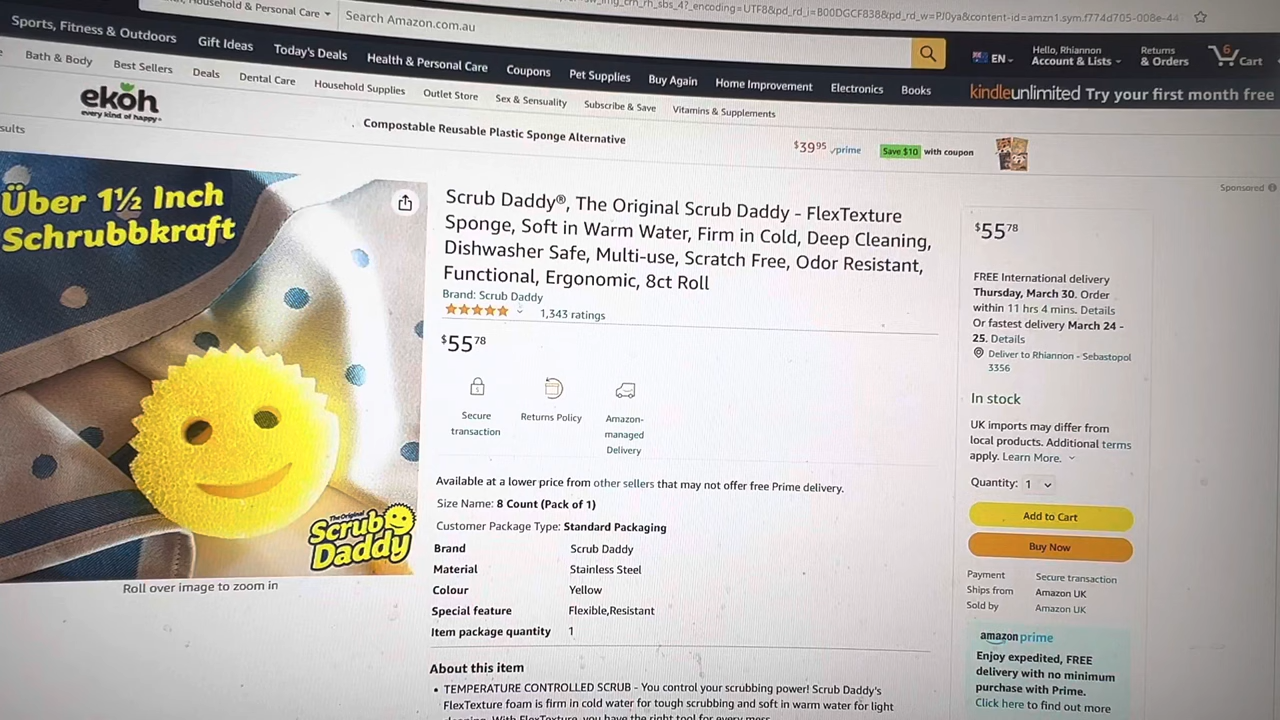 Household & Personal Care
Search Amazon.com.au
EN
Hello, Rhiannon
Account & Lists
Returns
& Orders
6
Cart
Sports, Fitness & Outdoors
Gift Ideas
Today's Deals
Health & Personal Care
Coupons
Pet Supplies
Buy Again
Home Improvement
Electronics
Books
kindleunlimited Try your first month free
Bath & Body
Best Sellers
Deals
Dental Care
Household Supplies
Outlet Store
Sex & Sensuality
Subscribe & Save
Vitamins & Supplements
ekoh
every kind of happy
Compostable Reusable Plastic Sponge Alternative
$39.95 prime
Save $10 with coupon
Sponsored
Über 1½ Inch
Schrubbkraft
The Original
Scrub
Daddy
Roll over image to zoom in
Scrub Daddy®, The Original Scrub Daddy - FlexTexture
Sponge, Soft in Warm Water, Firm in Cold, Deep Cleaning,
Dishwasher Safe, Multi-use, Scratch Free, Odor Resistant,
Functional, Ergonomic, 8ct Roll
Brand: Scrub Daddy
1,343 ratings
$55 78
Secure
transaction
Returns Policy
Amazon-
managed
Delivery
Available at a lower price from other sellers that may not offer free Prime delivery.
Size Name: 8 Count (Pack of 1)
Customer Package Type: Standard Packaging
Brand Scrub Daddy
Material Stainless Steel
Colour Yellow
Special feature Flexible,Resistant
Item package quantity 1
About this item
• TEMPERATURE CONTROLLED SCRUB - You control your scrubbing power! Scrub Daddy's
FlexTexture foam is firm in cold water for tough scrubbing and soft in warm water for light
$55 78
FREE International delivery
Thursday, March 30. Order
within 11 hrs 4 mins. Details
Or fastest delivery March 24 -
25. Details
Deliver to Rhiannon - Sebastopol
3356
In stock
UK imports may differ from
local products. Additional terms
apply. Learn More.
Quantity: 1
Add to Cart
Buy Now
Payment Secure transaction
Ships from Amazon UK
Sold by Amazon UK
amazon prime
Enjoy expedited, FREE
delivery with no minimum
purchase with Prime.
Click here to find out more